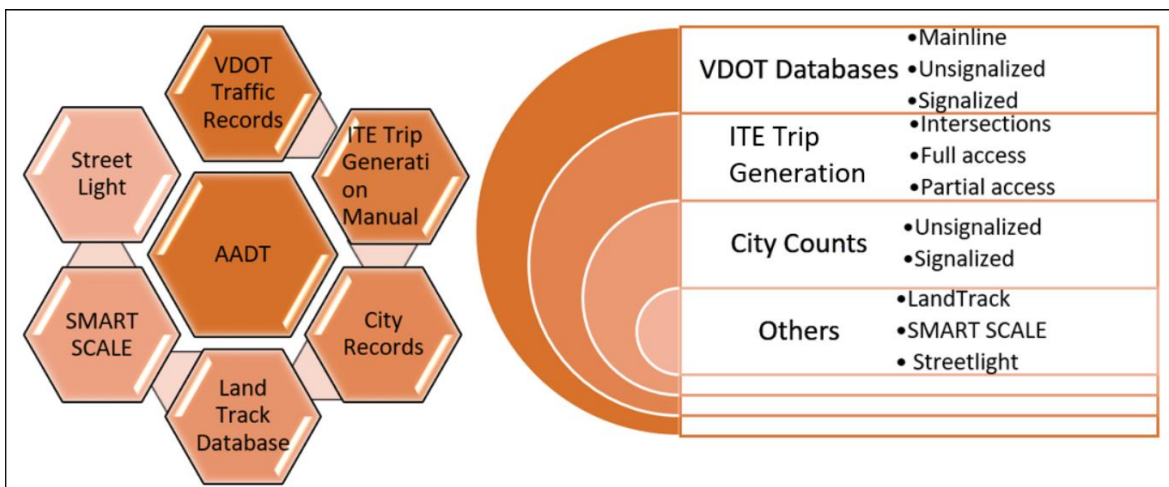 VDOT
Traffic
Records
ITE Trip
Generati
on
Manual
City
Records
Land
Track
Database
SMART
SCALE
Street
Light
AADT
VDOT Databases
•Mainline
•Unsignalized
•Signalized
ITE Trip
Generation
•Intersections
•Full access
•Partial access
City Counts
•Unsignalized
•Signalized
Others
•LandTrack
•SMART SCALE
• Streetlight